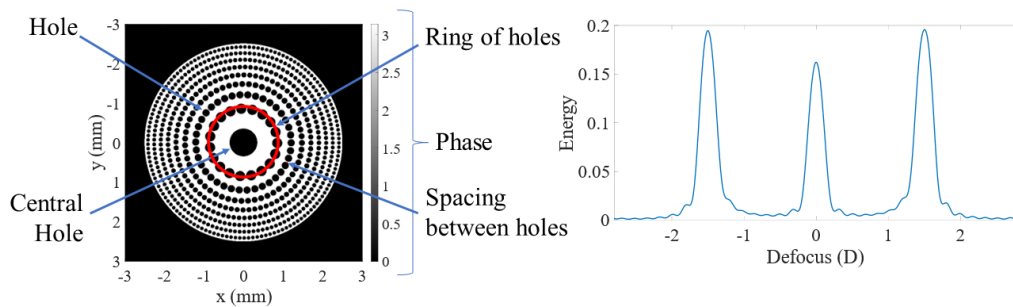 Hole
Ring of holes
Phase
Central
Hole
Spacing
between holes
-3
-2
-1
0
1
2
3
y (mm)
-3 -2 -1 0 1 2 3
x (mm)
3
2.5
2
1.5
1
0.5
0
0.2
0.15
0.1
0.05
0
Energy
-2 -1 0 1 2
Defocus (D)